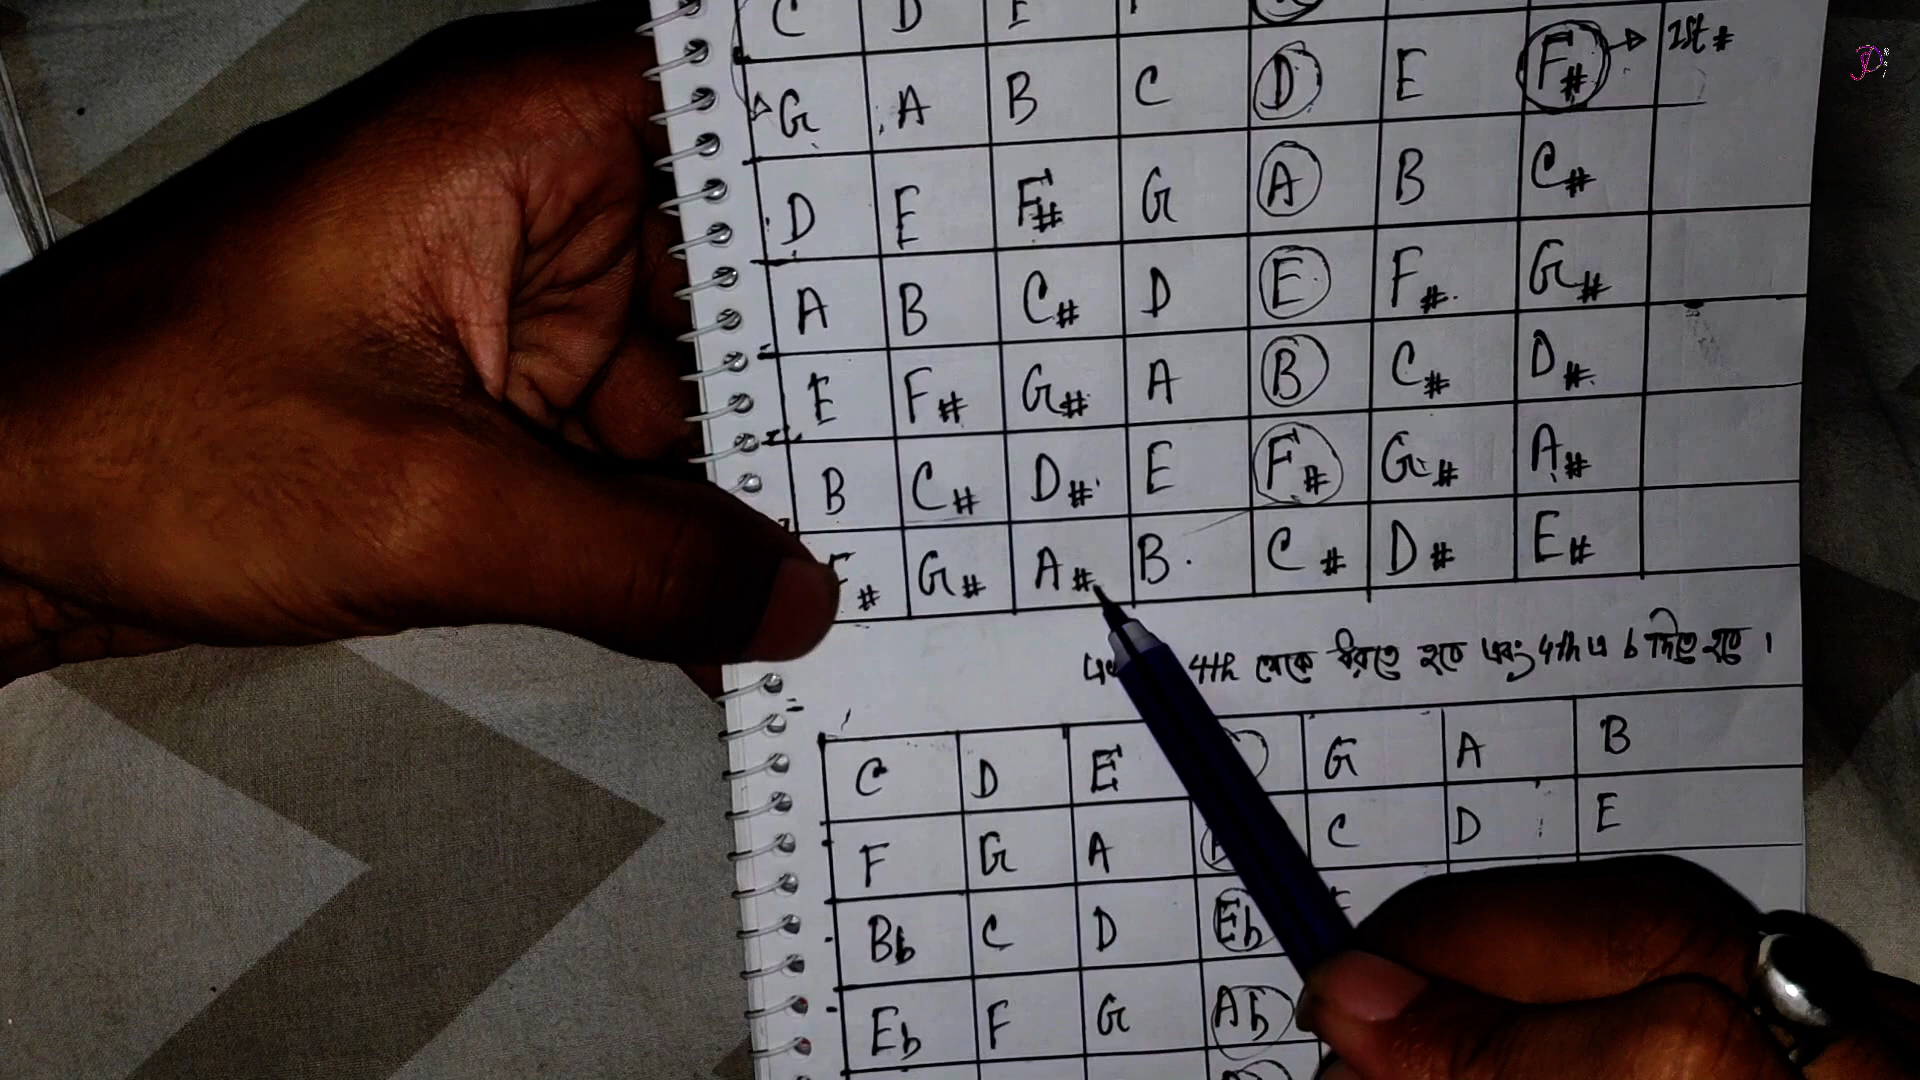 C D E
G A B C D E F# → 1st #
D E F# G A B C#
A B C# D E F# G#
E F# G# A B C# D#
B C# D# E F# G# A#
F# G# A# B C# D# E#
4th থেকে ধরতে হবে এবং 4th এ b দিতে হবে।
C D E G A B
F G A C D E
Bb C D Eb
Eb F G Ab